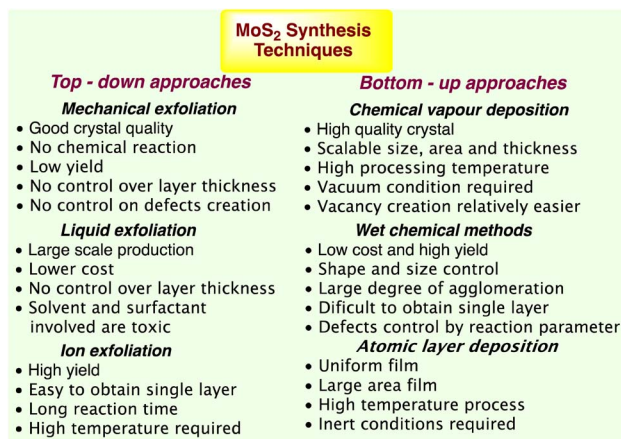 MoS₂ Synthesis
Techniques
Top - down approaches
Mechanical exfoliation
• Good crystal quality
• No chemical reaction
• Low yield
• No control over layer thickness
• No control on defects creation
Liquid exfoliation
• Large scale production
• Lower cost
• No control over layer thickness
• Solvent and surfactant
involved are toxic
Ion exfoliation
• High yield
• Easy to obtain single layer
• Long reaction time
• High temperature required
Bottom - up approaches
Chemical vapour deposition
• High quality crystal
• Scalable size, area and thickness
• High processing temperature
• Vacuum condition required
• Vacancy creation relatively easier
Wet chemical methods
• Low cost and high yield
• Shape and size control
• Large degree of agglomeration
• Dificult to obtain single layer
• Defects control by reaction parameter
Atomic layer deposition
• Uniform film
• Large area film
• High temperature process
• Inert conditions required